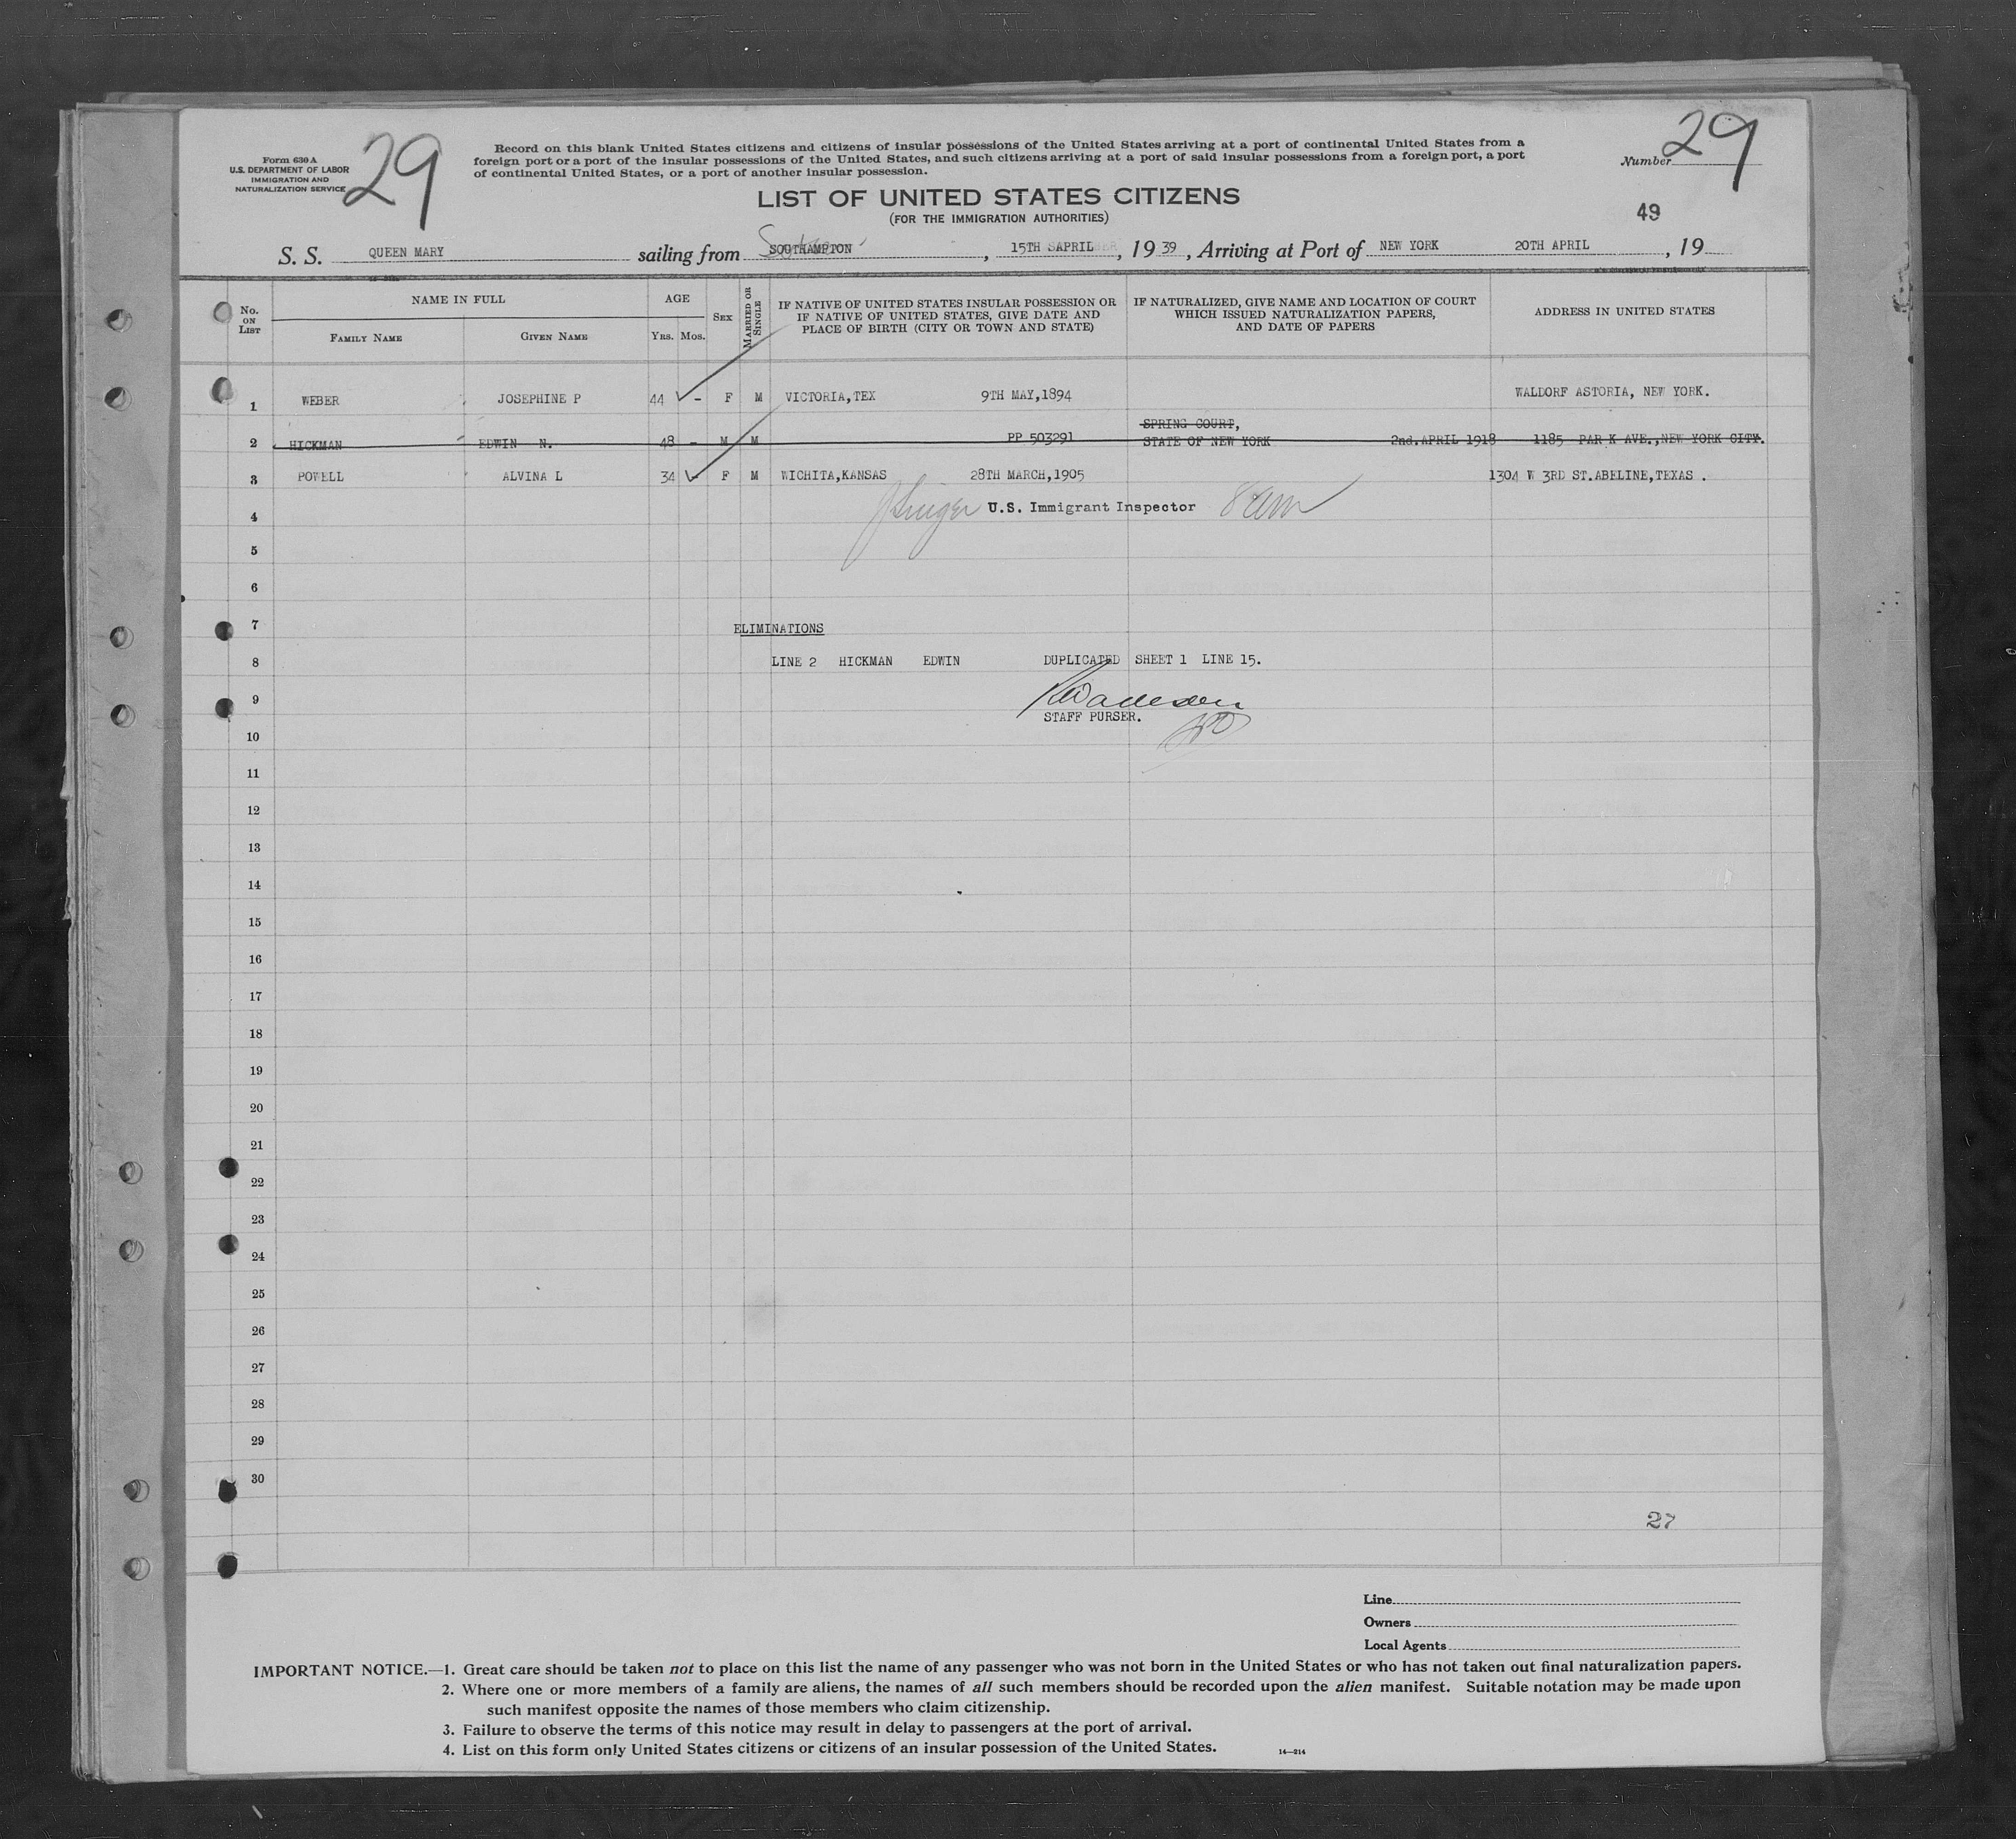 29
Form 630 A
U.S. DEPARTMENT OF LABOR
IMMIGRATION AND
NATURALIZATION SERVICE
Record on this blank United States citizens and citizens of insular possessions of the United States arriving at a port of continental United States from a
foreign port or a port of the insular possessions of the United States, and such citizens arriving at a port of said insular possessions from a foreign port, a port
of continental United States, or a port of another insular possession.
Number 29
LIST OF UNITED STATES CITIZENS
(FOR THE IMMIGRATION AUTHORITIES)
49
S. S. QUEEN MARY sailing from SOUTHAMPTON, 15TH APRIL, 19 39, Arriving at Port of NEW YORK 20TH APRIL, 19
No. ON LIST
NAME IN FULL
FAMILY NAME GIVEN NAME
AGE
YRS. MOS.
SEX
MARRIED OR SINGLE
IF NATIVE OF UNITED STATES INSULAR POSSESSION OR
IF NATIVE OF UNITED STATES, GIVE DATE AND
PLACE OF BIRTH (CITY OR TOWN AND STATE)
IF NATURALIZED, GIVE NAME AND LOCATION OF COURT
WHICH ISSUED NATURALIZATION PAPERS,
AND DATE OF PAPERS
ADDRESS IN UNITED STATES
1 WEBER JOSEPHINE P 44 - F M VICTORIA,TEX 9TH MAY,1894 WALDORF ASTORIA, NEW YORK.
SPRING COURT,
2 HICKMAN EDWIN N. 48 - M M PP 503291 STATE OF NEW YORK 2nd.APRIL 1918 1185 PAR K AVE.,NEW YORK CITY.
3 POWELL ALVINA L 34 - F M WICHITA,KANSAS 28TH MARCH,1905 1304 W 3RD ST.ABELINE,TEXAS .
4 U.S. Immigrant Inspector
5
6
7 ELIMINATIONS
8 LINE 2 HICKMAN EDWIN DUPLICATED SHEET 1 LINE 15.
9
STAFF PURSER.
10
11
12
13
14
15
16
17
18
19
20
21
22
23
24
25
26
27
28
29
30
27
Line
Owners
Local Agents
IMPORTANT NOTICE.—1. Great care should be taken not to place on this list the name of any passenger who was not born in the United States or who has not taken out final naturalization papers.
2. Where one or more members of a family are aliens, the names of all such members should be recorded upon the alien manifest. Suitable notation may be made upon
such manifest opposite the names of those members who claim citizenship.
3. Failure to observe the terms of this notice may result in delay to passengers at the port of arrival.
4. List on this form only United States citizens or citizens of an insular possession of the United States.
14—214